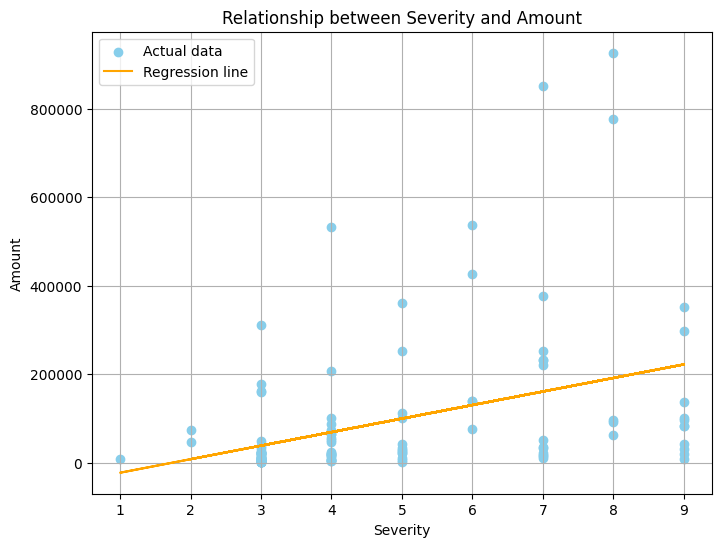 Relationship between Severity and Amount
Actual data
Regression line
800000
600000
400000
200000
0
Amount
1 2 3 4 5 6 7 8 9
Severity